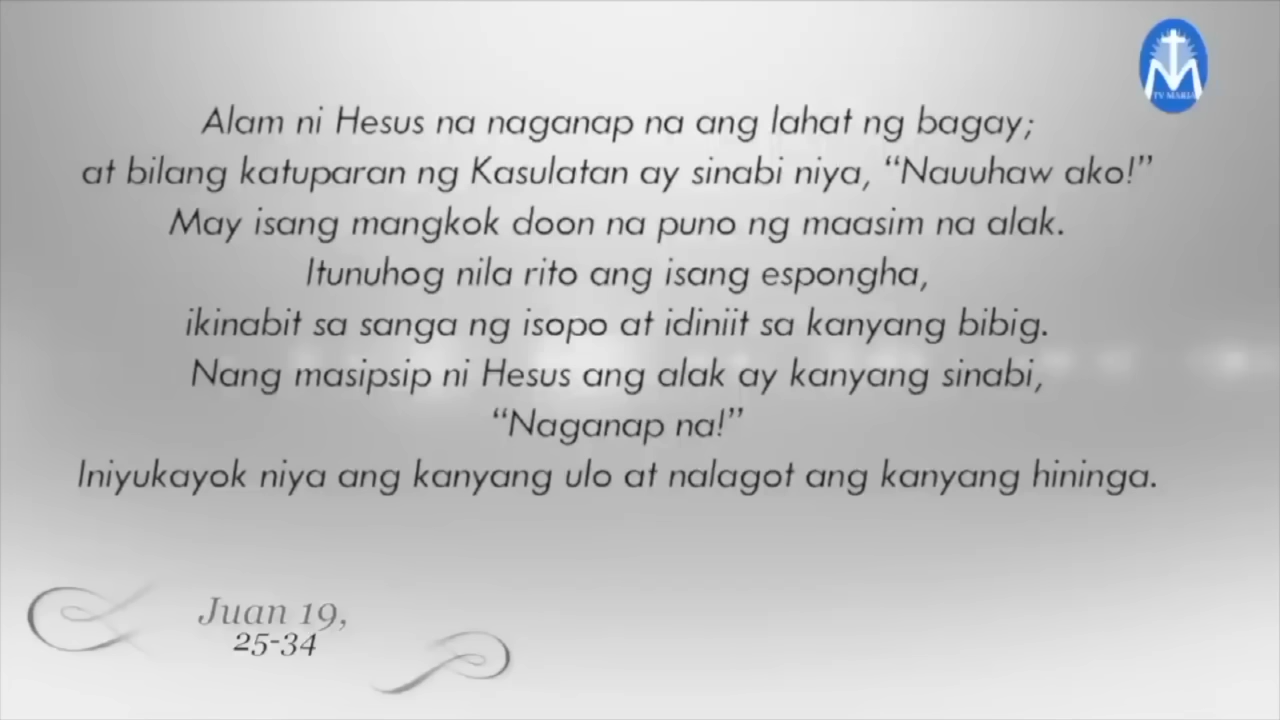 TV MARIA
Alam ni Hesus na naganap na ang lahat ng bagay;
at bilang katuparan ng Kasulatan ay sinabi niya, “Nauuhaw ako!”
May isang mangkok doon na puno ng maasim na alak.
Itunuhog nila rito ang isang espongha,
ikinabit sa sanga ng isopo at idiniit sa kanyang bibig.
Nang masipsip ni Hesus ang alak ay kanyang sinabi,
“Naganap na!”
Iniyukayok niya ang kanyang ulo at nalagot ang kanyang hininga.
Juan 19,
25-34